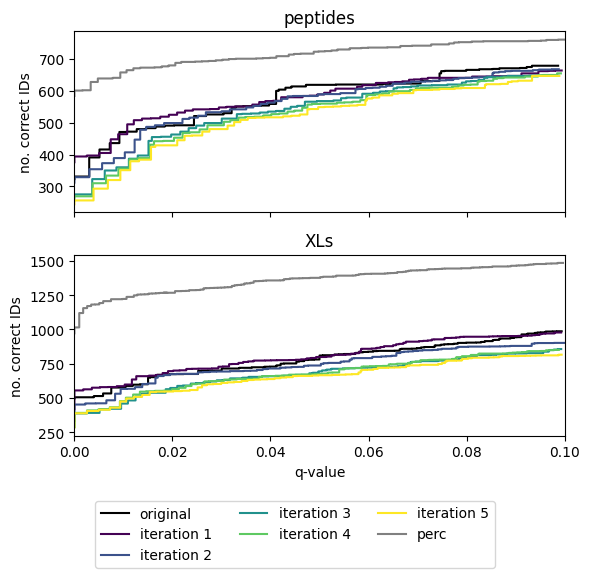 peptides
no. correct IDs
700
600
500
400
300
XLs
no. correct IDs
1500
1250
1000
750
500
250
0.00 0.02 0.04 0.06 0.08 0.10
q-value
original iteration 3 iteration 5
iteration 1 iteration 4 perc
iteration 2